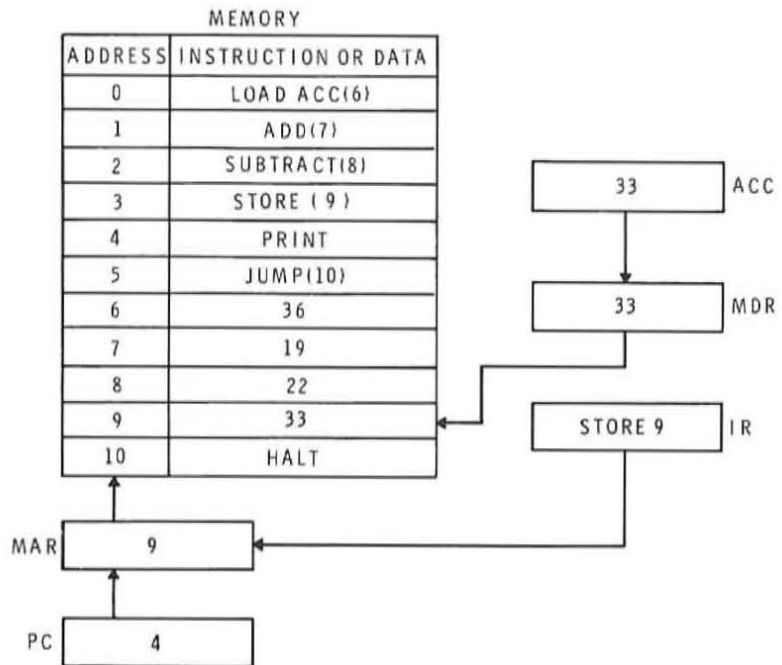 MEMORY
ADDRESS INSTRUCTION OR DATA
0 LOAD ACC(6)
1 ADD(7)
2 SUBTRACT(8)
3 STORE (9)
4 PRINT
5 JUMP(10)
6 36
7 19
8 22
9 33
10 HALT
33 ACC
33 MDR
STORE 9 IR
MAR 9
PC 4